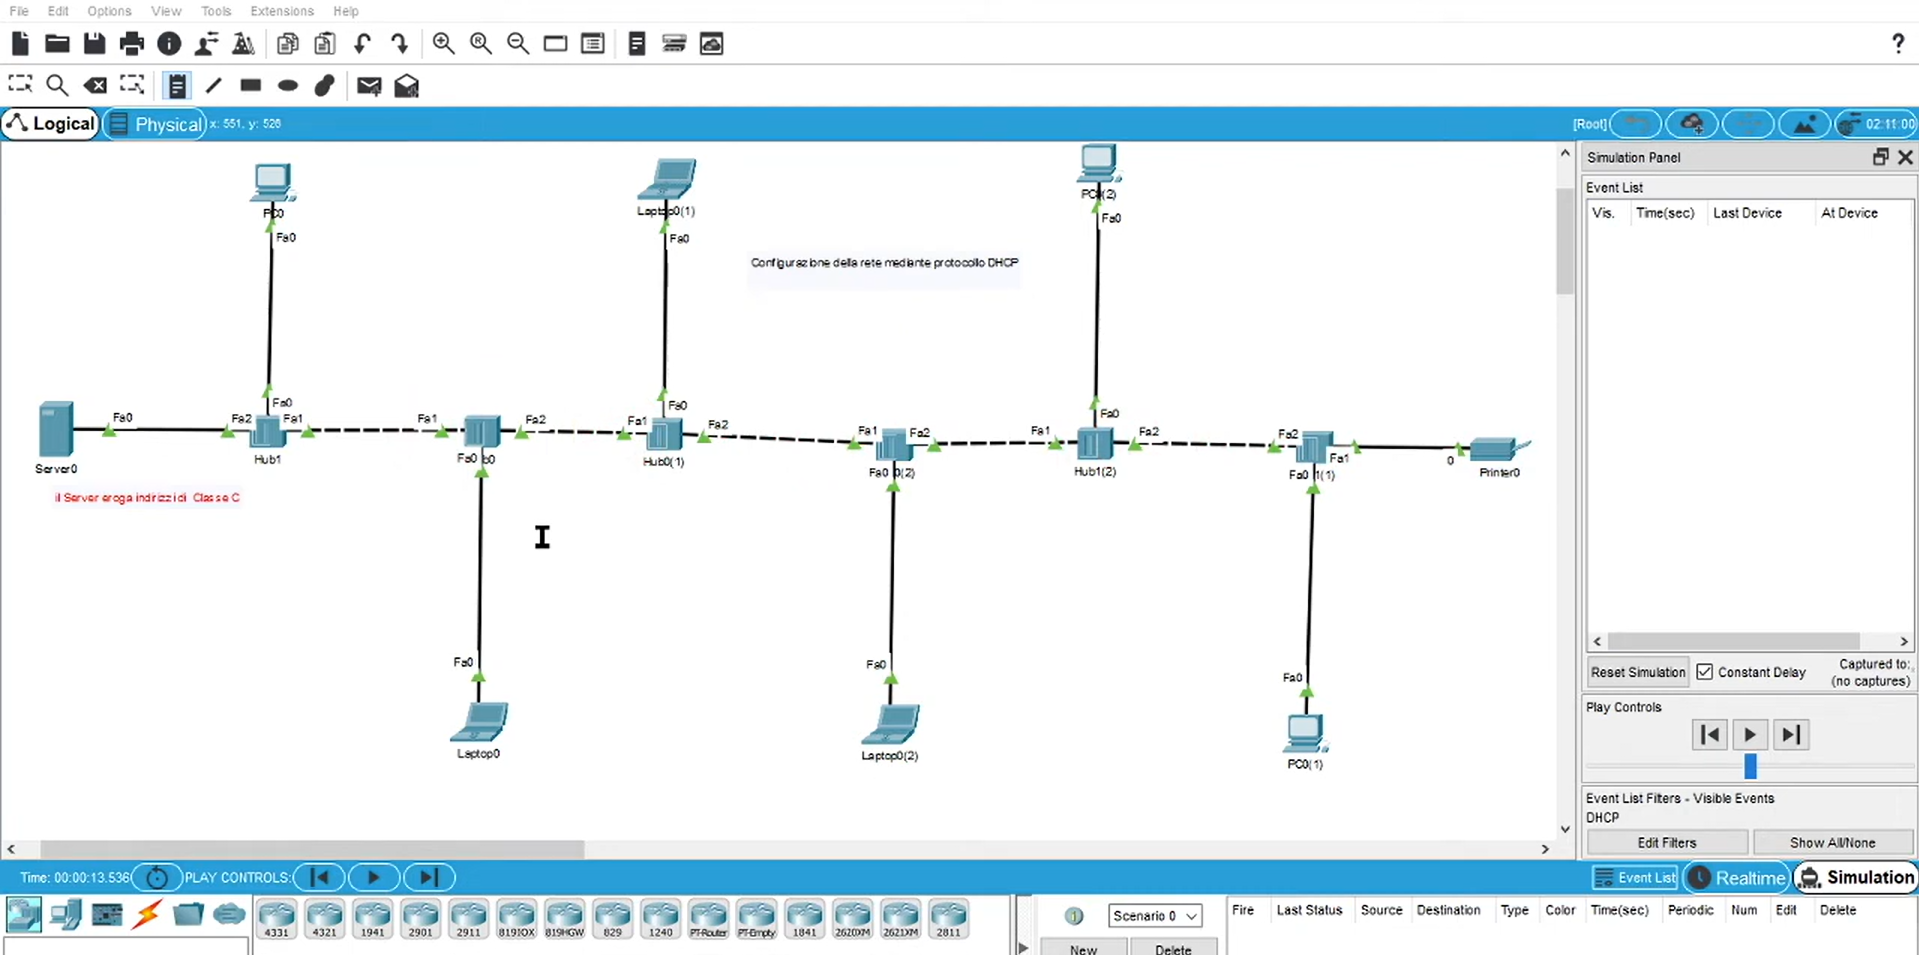 File Edit Options View Tools Extensions Help
Logical Physical x: 551, y: 526 [Root] 02:11:00
Simulation Panel
Event List
Vis. Time(sec) Last Device At Device
PC0
Fa0
Laptop0(1)
Fa0
PC0(2)
Fa0
Configurazione della rete mediante protocollo DHCP
Fa0
Fa0
Fa0
Fa0 Fa2 Fa1 Fa1 Fa2 Fa1 Fa2 Fa1 Fa2 Fa1 Fa2 Fa2 Fa1 0
Server0 Hub1 Fa0 b0 Hub0(1) Fa0 0(2) Hub1(2) Fa0 1(1) Printer0
il Server eroga indirizzi di Classe C
Fa0
Laptop0
Fa0
Laptop0(2)
Fa0
PC0(1)
Reset Simulation Constant Delay Captured to:
(no captures)
Play Controls
Event List Filters - Visible Events
DHCP
Edit Filters Show All/None
Time: 00:00:13.536 PLAY CONTROLS: Event List Realtime Simulation
4331 4321 1941 2901 2911 819IOX 819HGW 829 1240 PT-Router PT-Empty 1841 2620XM 2621XM 2811
Scenario 0
New Delete
Fire Last Status Source Destination Type Color Time(sec) Periodic Num Edit Delete